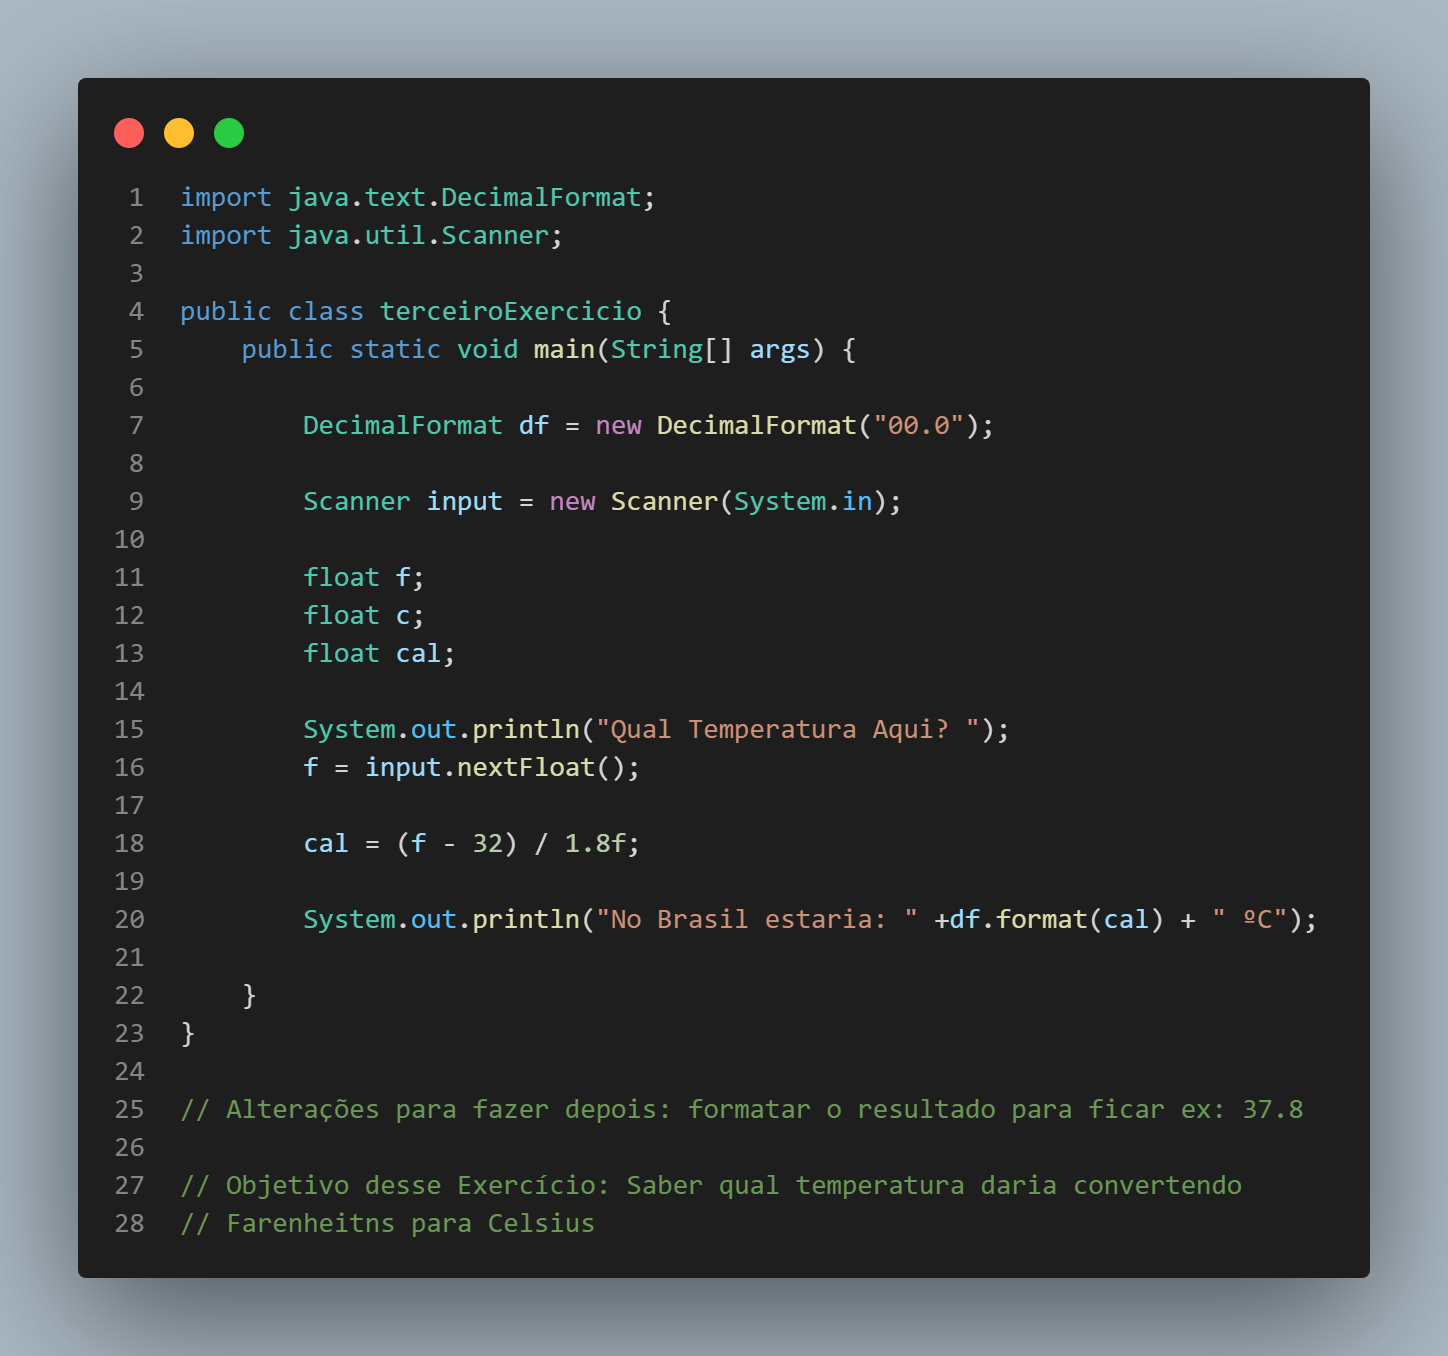 1 import java.text.DecimalFormat;
2 import java.util.Scanner;
3
4 public class terceiroExercicio {
5     public static void main(String[] args) {
6
7         DecimalFormat df = new DecimalFormat("00.0");
8
9         Scanner input = new Scanner(System.in);
10
11         float f;
12         float c;
13         float cal;
14
15         System.out.println("Qual Temperatura Aqui? ");
16         f = input.nextFloat();
17
18         cal = (f - 32) / 1.8f;
19
20         System.out.println("No Brasil estaria: " +df.format(cal) + " ºC");
21
22     }
23 }
24
25 // Alterações para fazer depois: formatar o resultado para ficar ex: 37.8
26
27 // Objetivo desse Exercício: Saber qual temperatura daria convertendo
28 // Farenheitns para Celsius